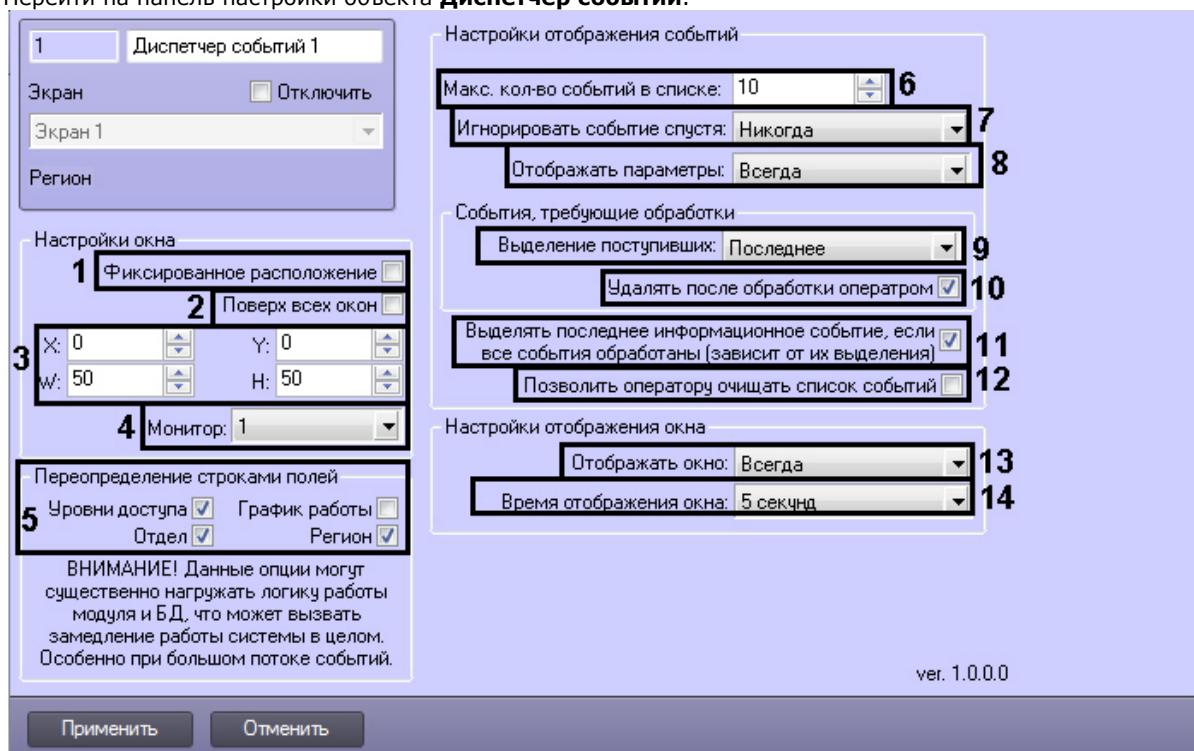 Перейти на панель настройки объекта Диспетчер событий.
1 Диспетчер событий 1
Экран Отключить
Экран 1
Регион
Настройки окна
1 Фиксированное расположение
2 Поверх всех окон
3 X: 0 Y: 0
W: 50 H: 50
4 Монитор: 1
Переопределение строками полей
5 Уровни доступа График работы
Отдел Регион
ВНИМАНИЕ! Данные опции могут
существенно нагружать логику работы
модуля и БД, что может вызвать
замедление работы системы в целом.
Особенно при большом потоке событий.
Настройки отображения событий
Макс. кол-во событий в списке: 10 6
Игнорировать событие спустя: Никогда 7
Отображать параметры: Всегда 8
События, требующие обработки
Выделение поступивших: Последнее 9
Удалять после обработки оператром 10
Выделять последнее информационное событие, если
все события обработаны (зависит от их выделения) 11
Позволить оператору очищать список событий 12
Настройки отображения окна
Отображать окно: Всегда 13
Время отображения окна: 5 секунд 14
ver. 1.0.0.0
Применить Отменить